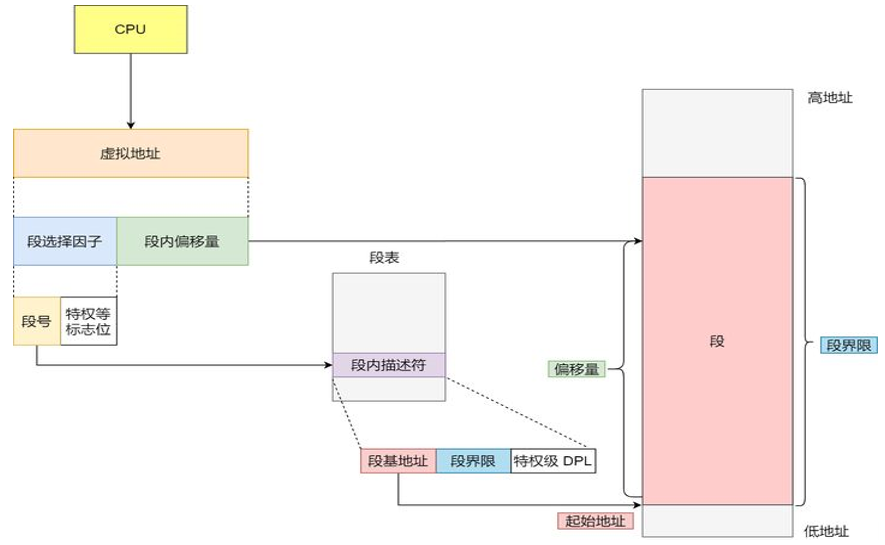 CPU
高地址
虚拟地址
段选择因子
段内偏移量
段表
段号
特权等
标志位
段内描述符
段
段界限
偏移量
段基地址
段界限
特权级 DPL
起始地址
低地址